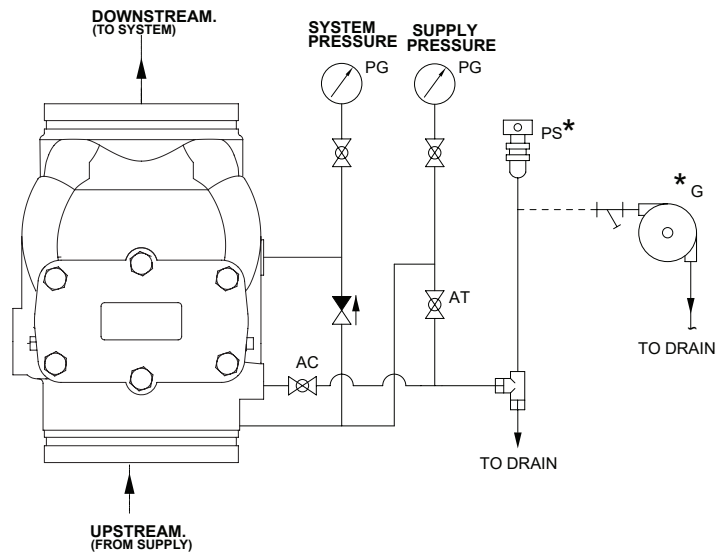 DOWNSTREAM.
(TO SYSTEM)
SYSTEM
PRESSURE
PG
SUPPLY
PRESSURE
PG
PS*
* G
AT
TO DRAIN
AC
TO DRAIN
UPSTREAM.
(FROM SUPPLY)